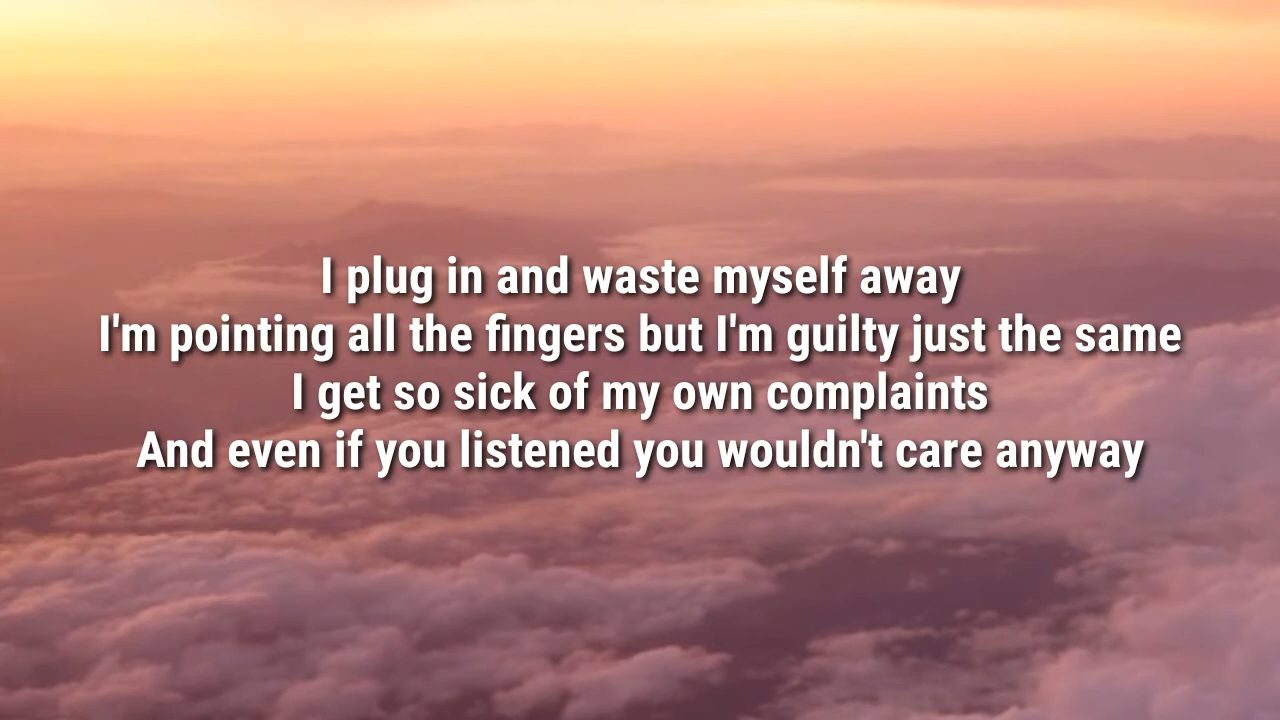 I plug in and waste myself away
I'm pointing all the fingers but I'm guilty just the same
I get so sick of my own complaints
And even if you listened you wouldn't care anyway